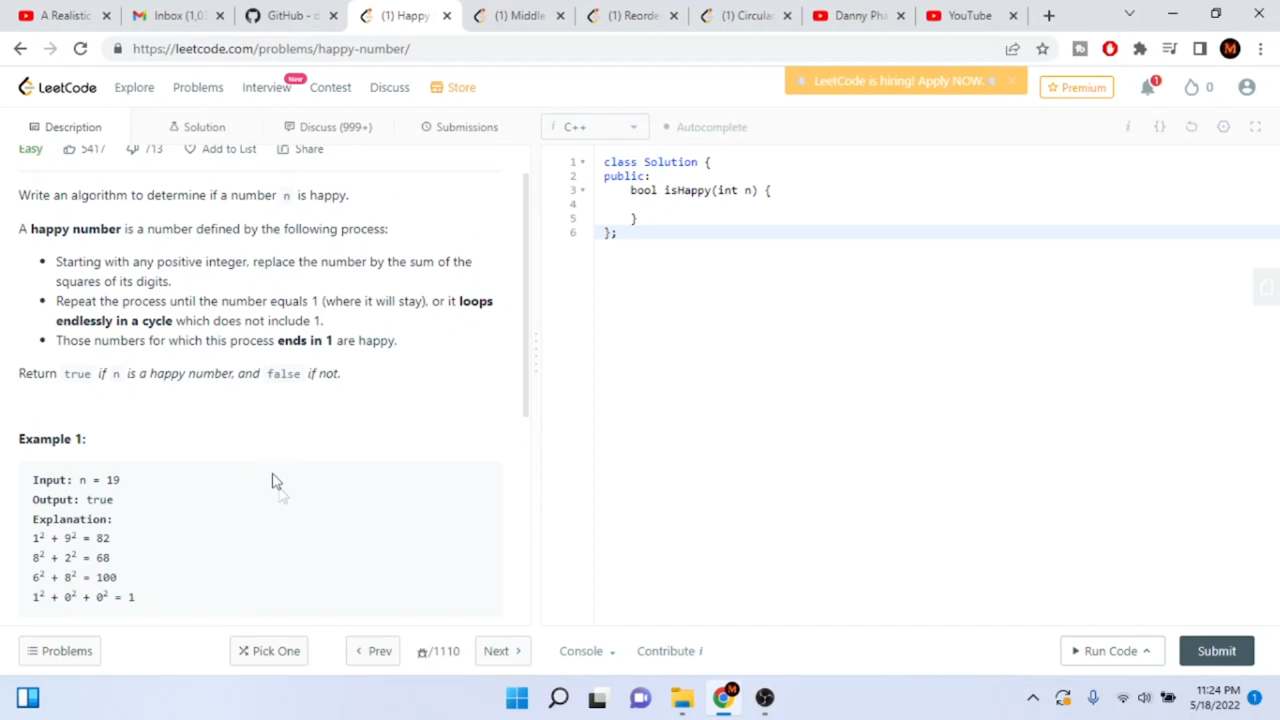 (1) A Realistic
Inbox (1,03
GitHub - d
(1) Happy
(1) Middle
(1) Reorde
(1) Circula
Danny Pha
YouTube
https://leetcode.com/problems/happy-number/
LeetCode
Explore
Problems
Interview
New
Contest
Discuss
Store
LeetCode is hiring! Apply NOW.
Premium
1
0
Description
Solution
Discuss (999+)
Submissions
i C++
Autocomplete
Easy
5417
713
Add to List
Share
Write an algorithm to determine if a number n is happy.
A happy number is a number defined by the following process:
• Starting with any positive integer, replace the number by the sum of the
squares of its digits.
• Repeat the process until the number equals 1 (where it will stay), or it loops
endlessly in a cycle which does not include 1.
• Those numbers for which this process ends in 1 are happy.
Return true if n is a happy number, and false if not.
Example 1:
Input: n = 19
Output: true
Explanation:
1² + 9² = 82
8² + 2² = 68
6² + 8² = 100
1² + 0² + 0² = 1
1 class Solution {
2 public:
3 bool isHappy(int n) {
4
5 }
6 };
Problems
Pick One
Prev
/1110
Next
Console
Contribute i
Run Code
Submit
11:24 PM
5/18/2022